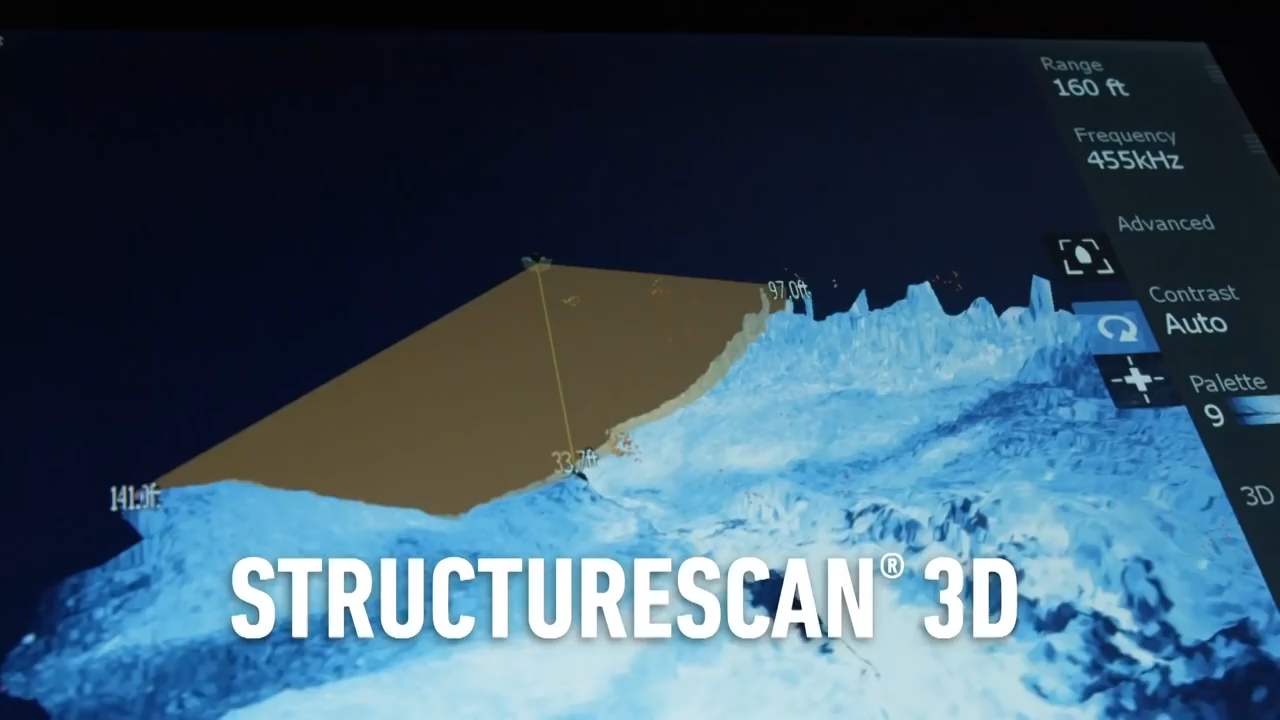 Range
160 ft
Frequency
455kHz
Advanced
Contrast
Auto
97.0ft
Palette
9
33.7ft
141.0ft
3D
STRUCTURESCAN® 3D